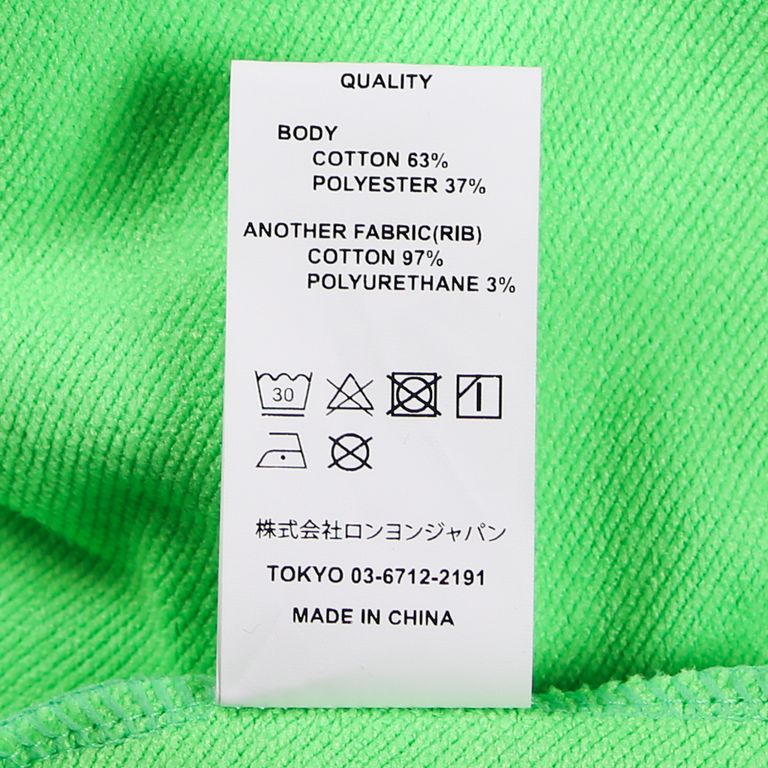 QUALITY
BODY
COTTON 63%
POLYESTER 37%
ANOTHER FABRIC(RIB)
COTTON 97%
POLYURETHANE 3%
30
株式会社ロンヨンジャパン
TOKYO 03-6712-2191
MADE IN CHINA